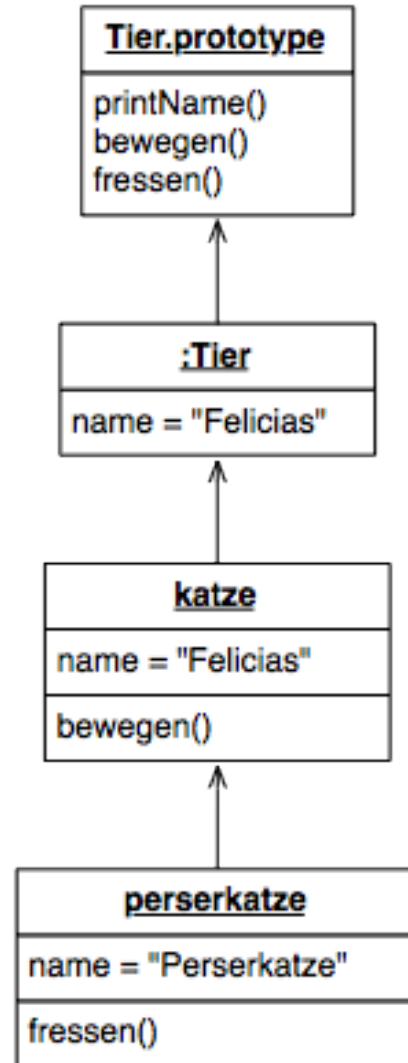 Tier.prototype
printName()
bewegen()
fressen()
:Tier
name = "Felicias"
katze
name = "Felicias"
bewegen()
perserkatze
name = "Perserkatze"
fressen()